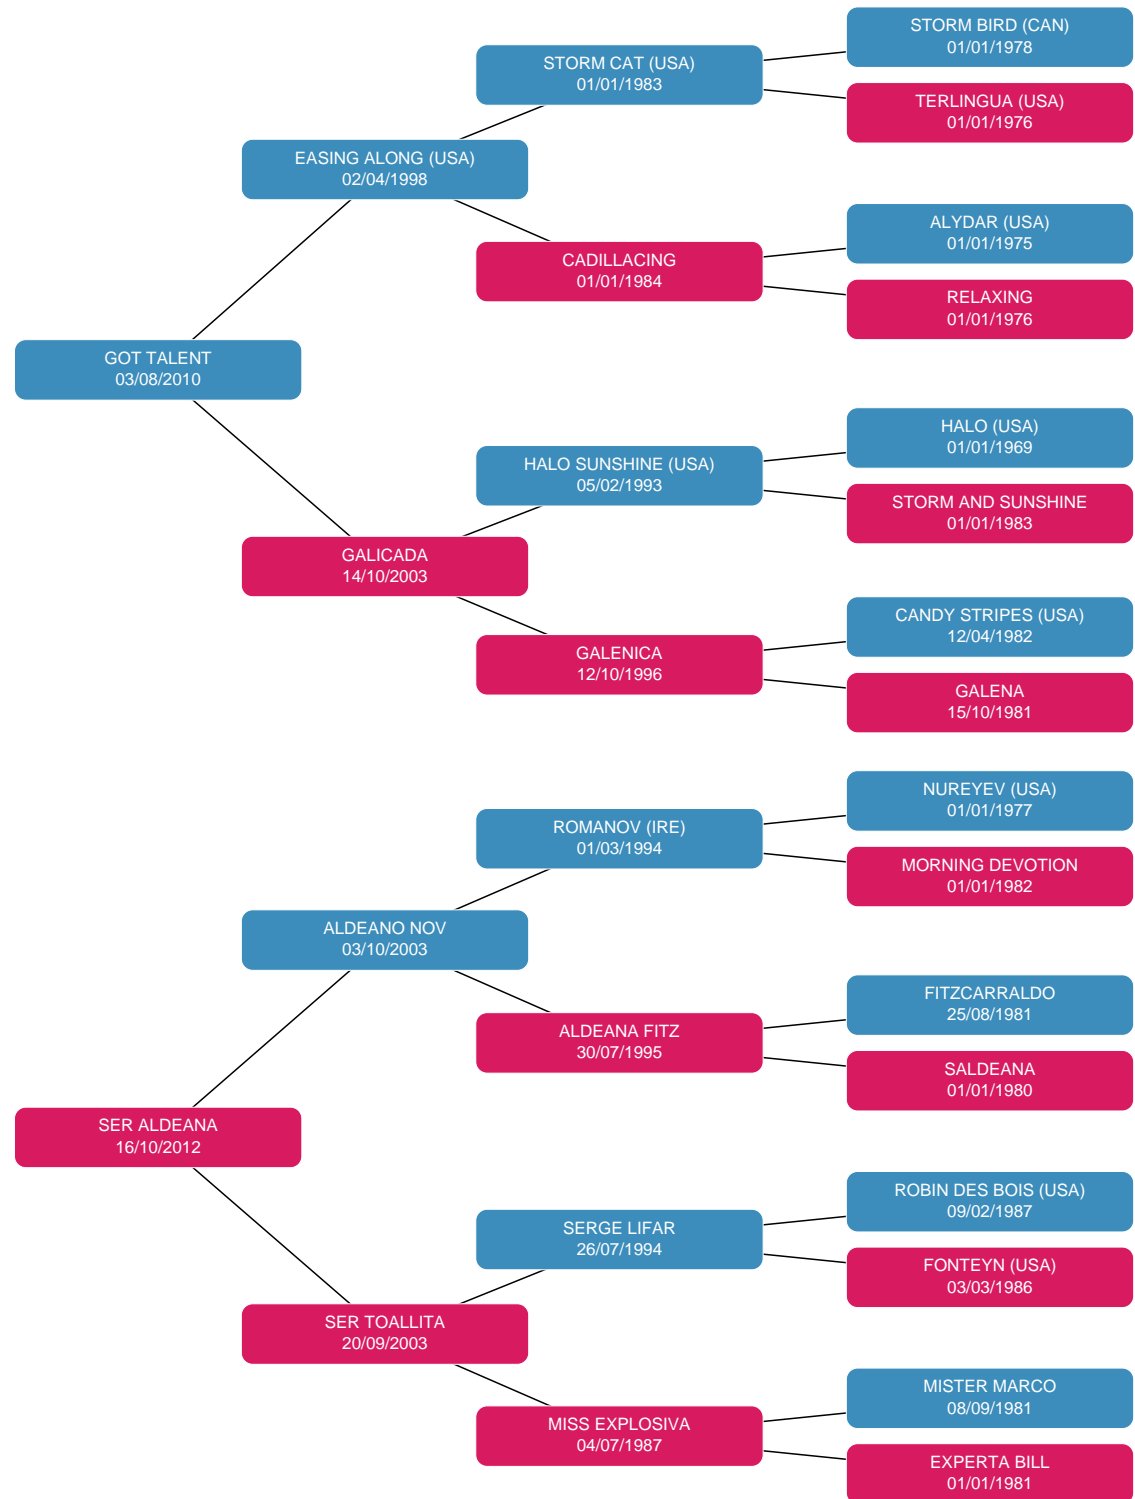 STORM BIRD (CAN)
01/01/1978
STORM CAT (USA)
01/01/1983
TERLINGUA (USA)
01/01/1976
EASING ALONG (USA)
02/04/1998
ALYDAR (USA)
01/01/1975
CADILLACING
01/01/1984
RELAXING
01/01/1976
GOT TALENT
03/08/2010
HALO (USA)
01/01/1969
HALO SUNSHINE (USA)
05/02/1993
STORM AND SUNSHINE
01/01/1983
GALICADA
14/10/2003
CANDY STRIPES (USA)
12/04/1982
GALENICA
12/10/1996
GALENA
15/10/1981
NUREYEV (USA)
01/01/1977
ROMANOV (IRE)
01/03/1994
MORNING DEVOTION
01/01/1982
ALDEANO NOV
03/10/2003
FITZCARRALDO
25/08/1981
ALDEANA FITZ
30/07/1995
SALDEANA
01/01/1980
SER ALDEANA
16/10/2012
ROBIN DES BOIS (USA)
09/02/1987
SERGE LIFAR
26/07/1994
FONTEYN (USA)
03/03/1986
SER TOALLITA
20/09/2003
MISTER MARCO
08/09/1981
MISS EXPLOSIVA
04/07/1987
EXPERTA BILL
01/01/1981